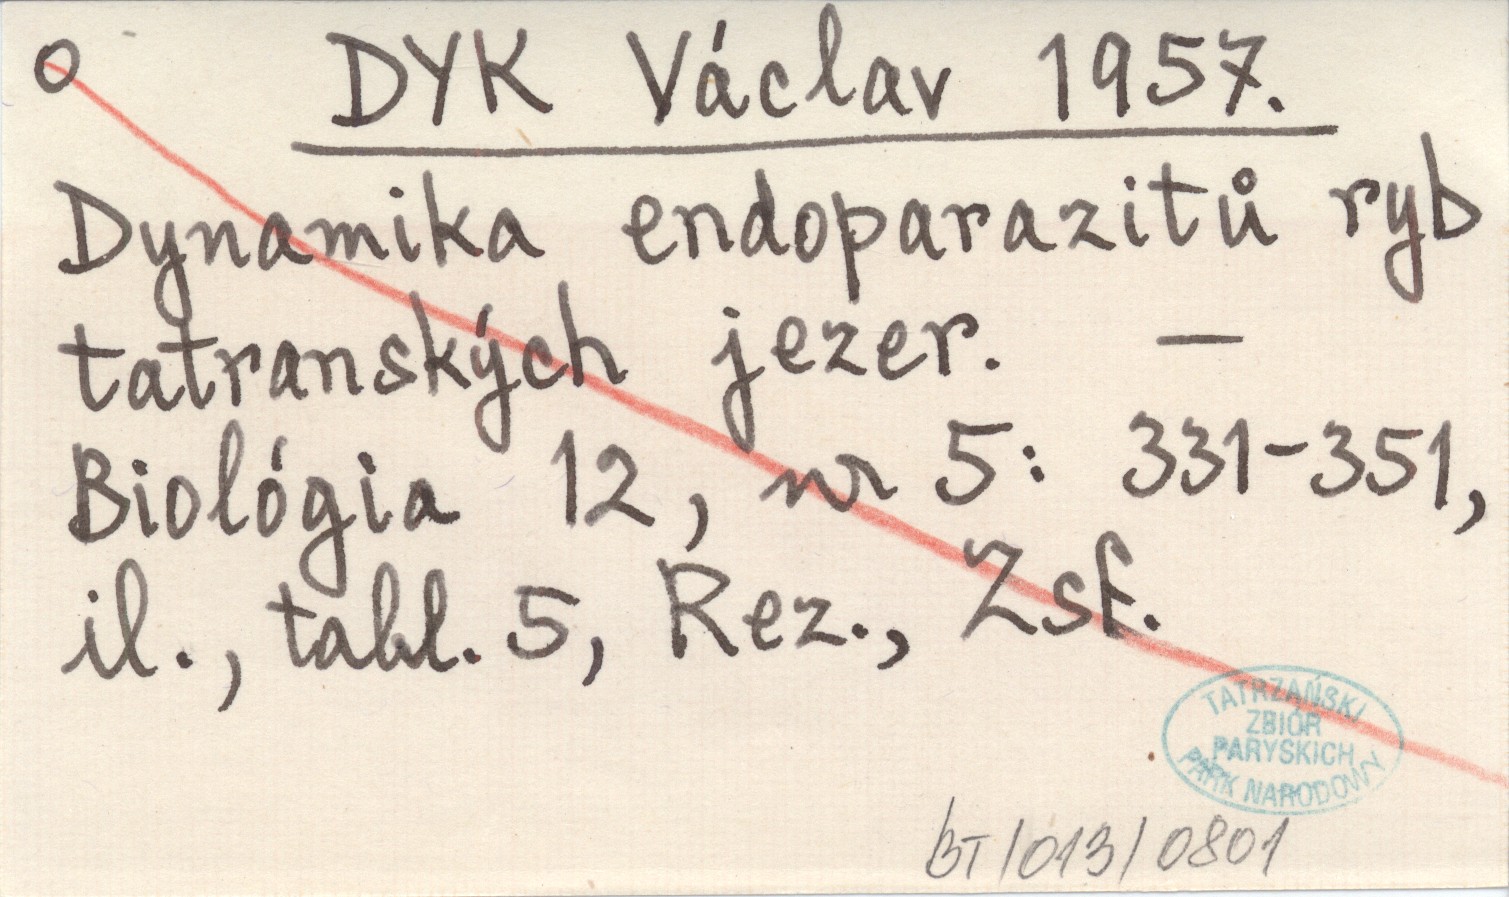 O DYK Václav 1957.
Dynamika endoparazitů ryb
tatranských jezer. —
Biológia 12, nr 5: 331-351,
il., tabl. 5, Rez., Zsf.
TATRZAŃSKI
ZBIÓR
PARYSKICH
PARK NARODOWY
BT/013/0801